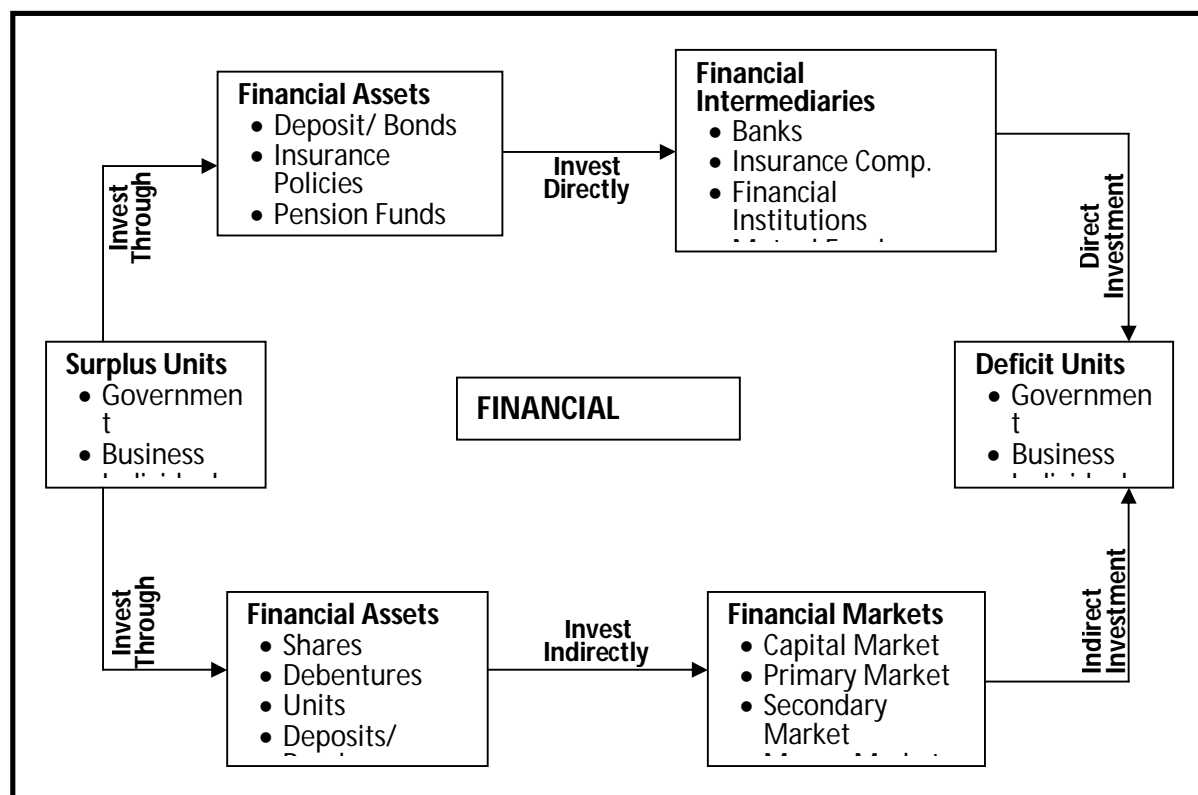 Financial Assets
• Deposit/ Bonds
• Insurance
Policies
• Pension Funds
Financial
Intermediaries
• Banks
• Insurance Comp.
• Financial
Institutions
Invest
Through
Invest
Directly
Direct
Investment
Surplus Units
• Governmen
t
• Business
FINANCIAL
Deficit Units
• Governmen
t
• Business
Invest
Through
Financial Assets
• Shares
• Debentures
• Units
• Deposits/
Invest
Indirectly
Financial Markets
• Capital Market
• Primary Market
• Secondary
Market
Indirect
Investment